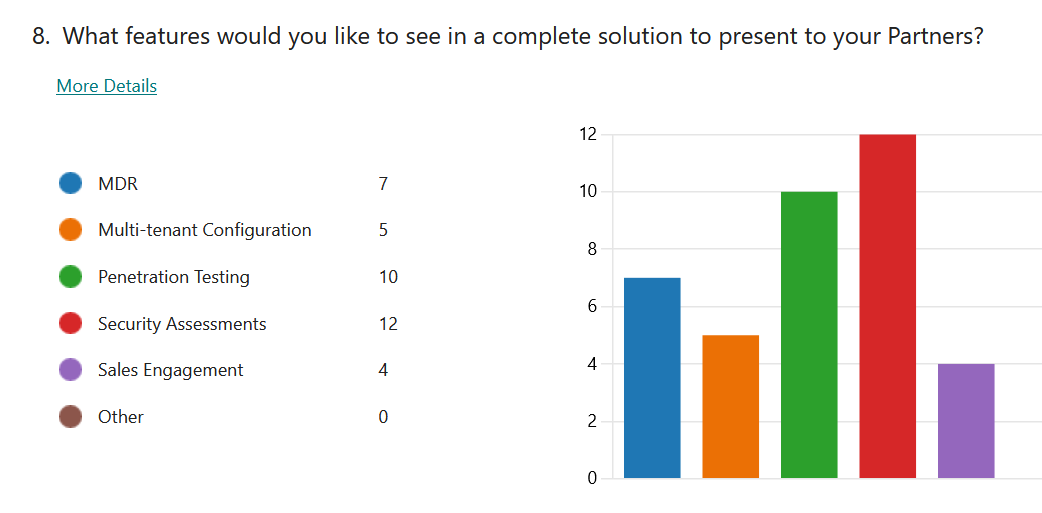 8. What features would you like to see in a complete solution to present to your Partners?
More Details
MDR 7
Multi-tenant Configuration 5
Penetration Testing 10
Security Assessments 12
Sales Engagement 4
Other 0
12
10
8
6
4
2
0